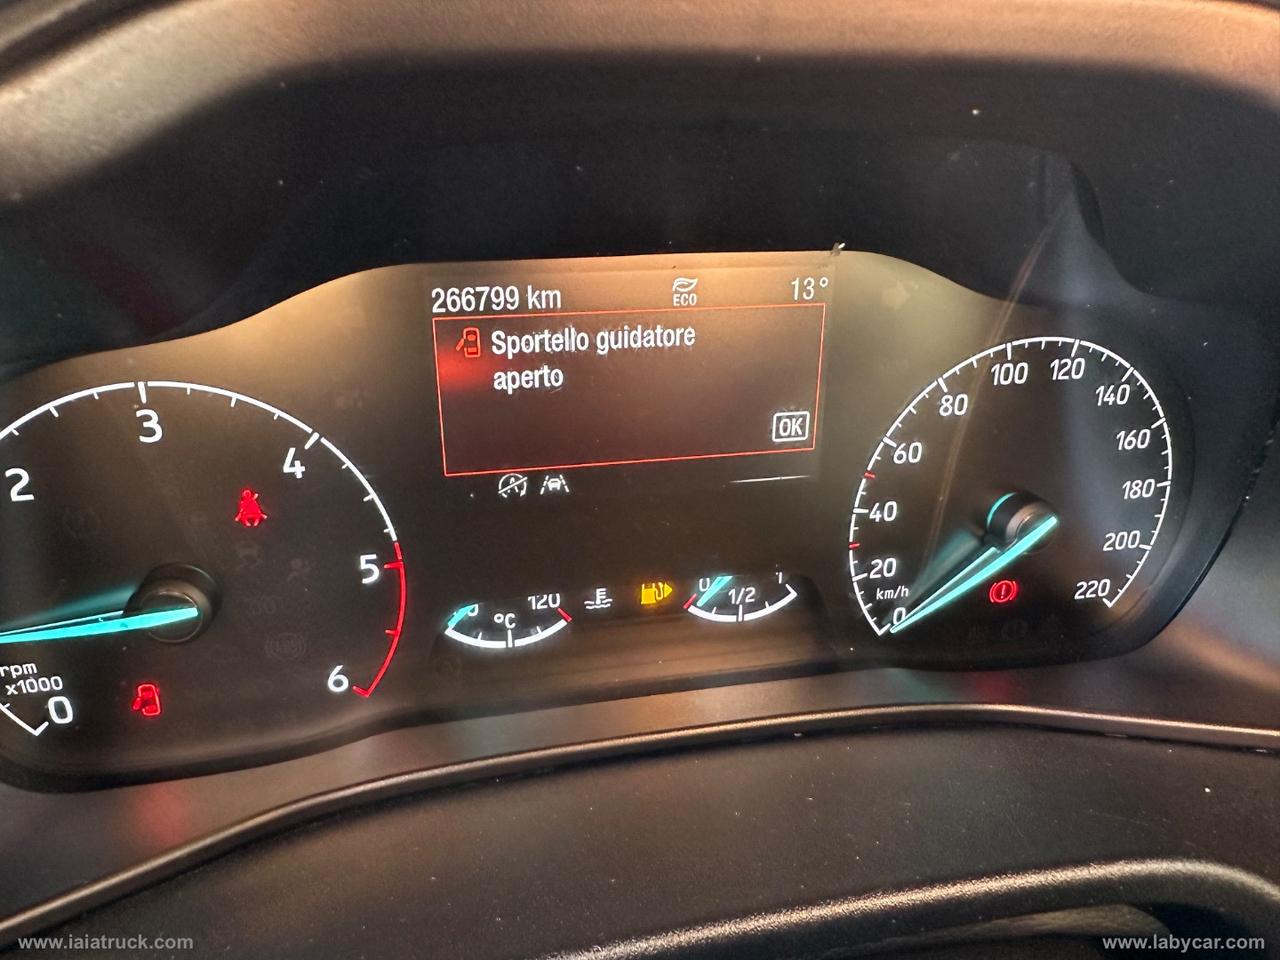 266799 km
ECO
13°
Sportello guidatore
aperto
OK
2
3
4
5
6
rpm
x1000
0
°C
120
0
1/2
1
0
20
40
60
80
100
120
140
160
180
200
220
km/h
www.iaiatruck.com
www.labycar.com